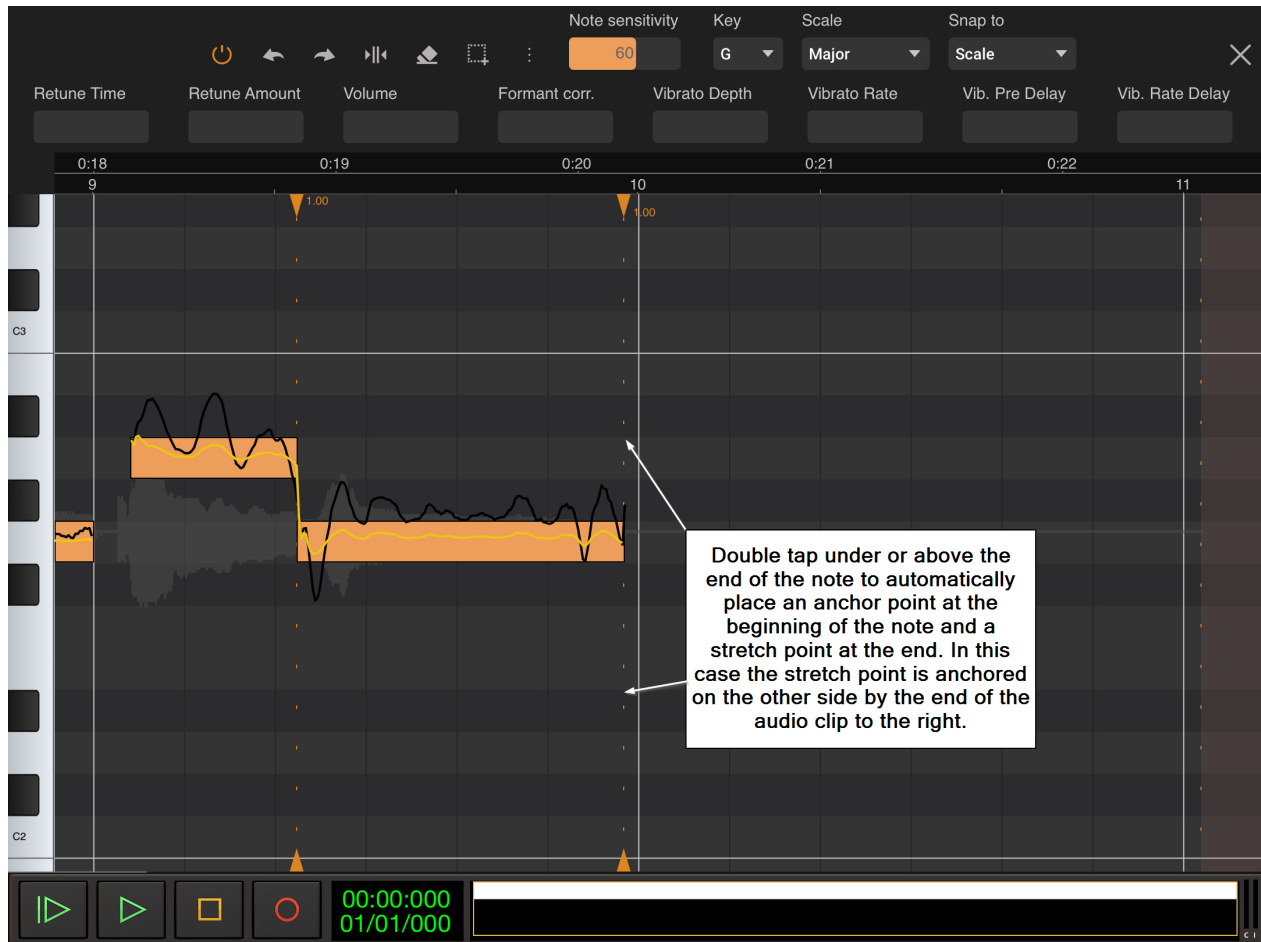 Note sensitivity Key Scale Snap to
60 G Major Scale
Retune Time Retune Amount Volume Formant corr. Vibrato Depth Vibrato Rate Vib. Pre Delay Vib. Rate Delay
0:18 0:19 0:20 0:21 0:22
9 10 11
1.00 1.00
C3
Double tap under or above the
end of the note to automatically
place an anchor point at the
beginning of the note and a
stretch point at the end. In this
case the stretch point is anchored
on the other side by the end of the
audio clip to the right.
C2
00:00:000
01/01/000